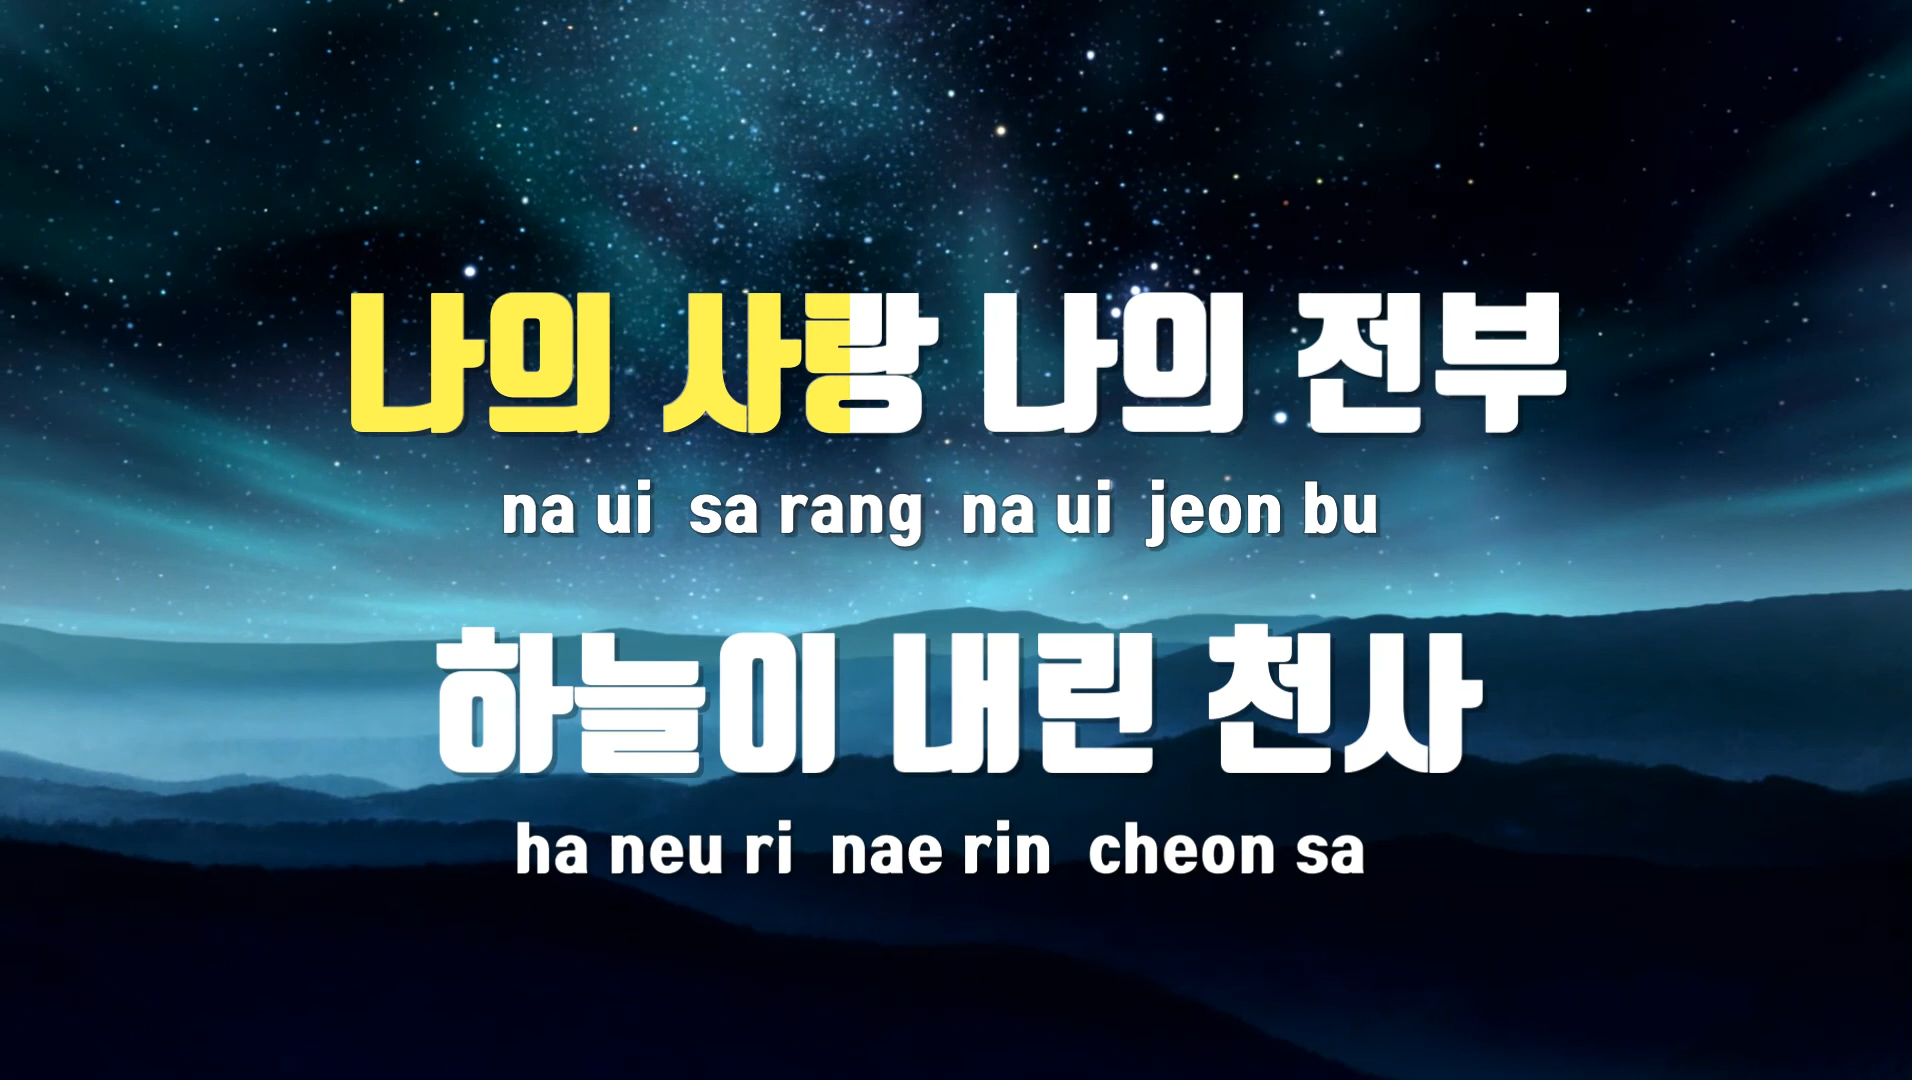 나의 사랑 나의 전부
na ui sa rang na ui jeon bu
하늘이 내린 천사
ha neu ri nae rin cheon sa